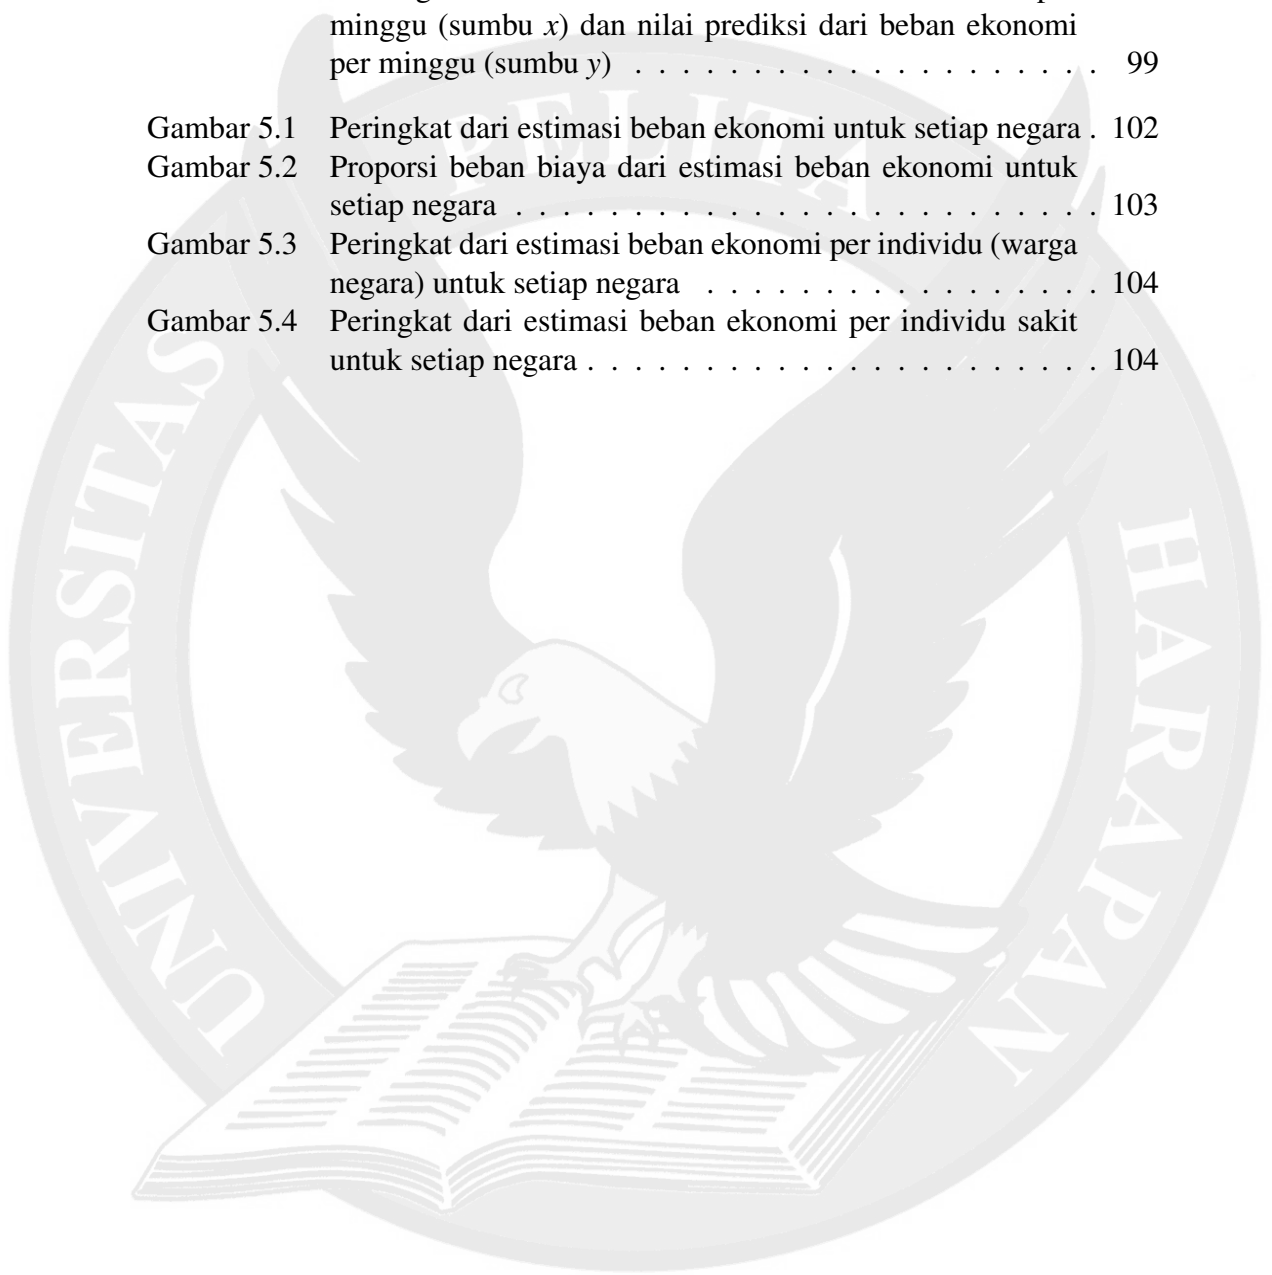 minggu (sumbu x) dan nilai prediksi dari beban ekonomi
per minggu (sumbu y) . . . . . . . . . . . . . . . . . . . . 99
Gambar 5.1 Peringkat dari estimasi beban ekonomi untuk setiap negara . 102
Gambar 5.2 Proporsi beban biaya dari estimasi beban ekonomi untuk
setiap negara . . . . . . . . . . . . . . . . . . . . . . . . . 103
Gambar 5.3 Peringkat dari estimasi beban ekonomi per individu (warga
negara) untuk setiap negara . . . . . . . . . . . . . . . . . 104
Gambar 5.4 Peringkat dari estimasi beban ekonomi per individu sakit
untuk setiap negara . . . . . . . . . . . . . . . . . . . . . . 104
UNIVERSITAS PELITA HARAPAN